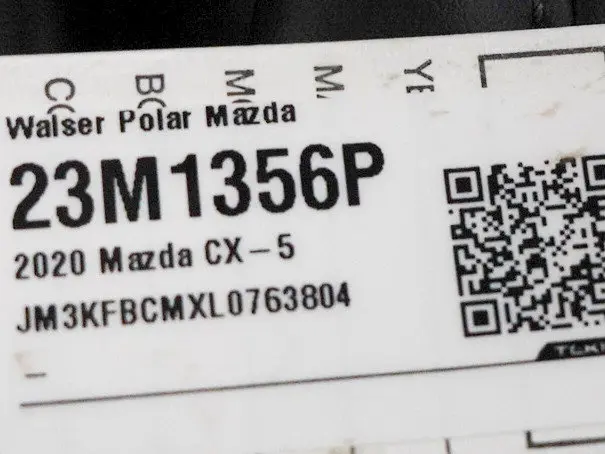 Walser Polar Mazda
23M1356P
2020 Mazda CX-5
JM3KFBCMXL0763804